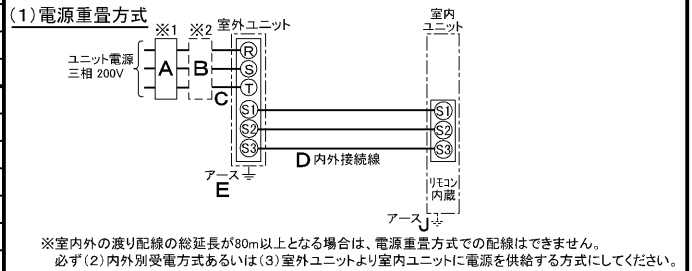 (1)電源重畳方式
※1 ※2 室外ユニット
室内
ユニット
ユニット電源
三相 200V
A B C
R
S
T
S1
S2
S3
S1
S2
S3
D 内外接続線
アース
E
リモコン
内蔵
アース J
※室内外の渡り配線の総延長が80m以上となる場合は、電源重畳方式での配線はできません。
必ず(2)内外別受電方式あるいは(3)室外ユニットより室内ユニットに電源を供給する方式にしてください。